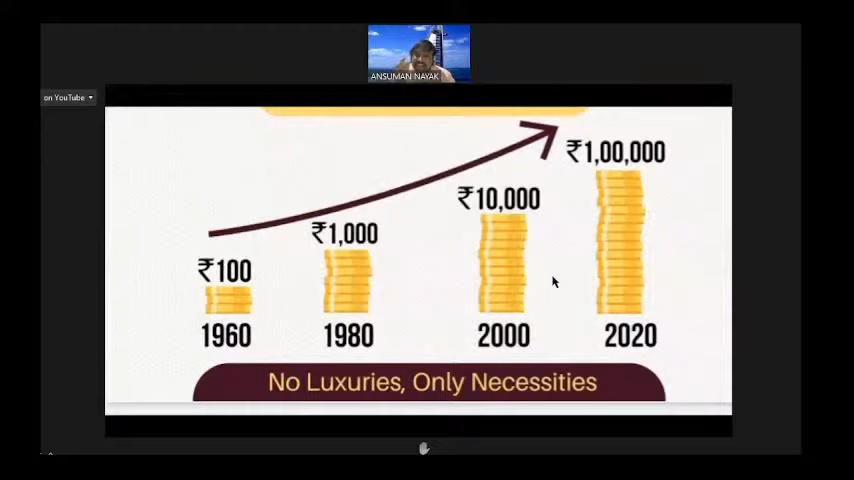 ANSUMAN NAYAK
on YouTube
₹1,00,000
₹10,000
₹1,000
₹100
1960 1980 2000 2020
No Luxuries, Only Necessities